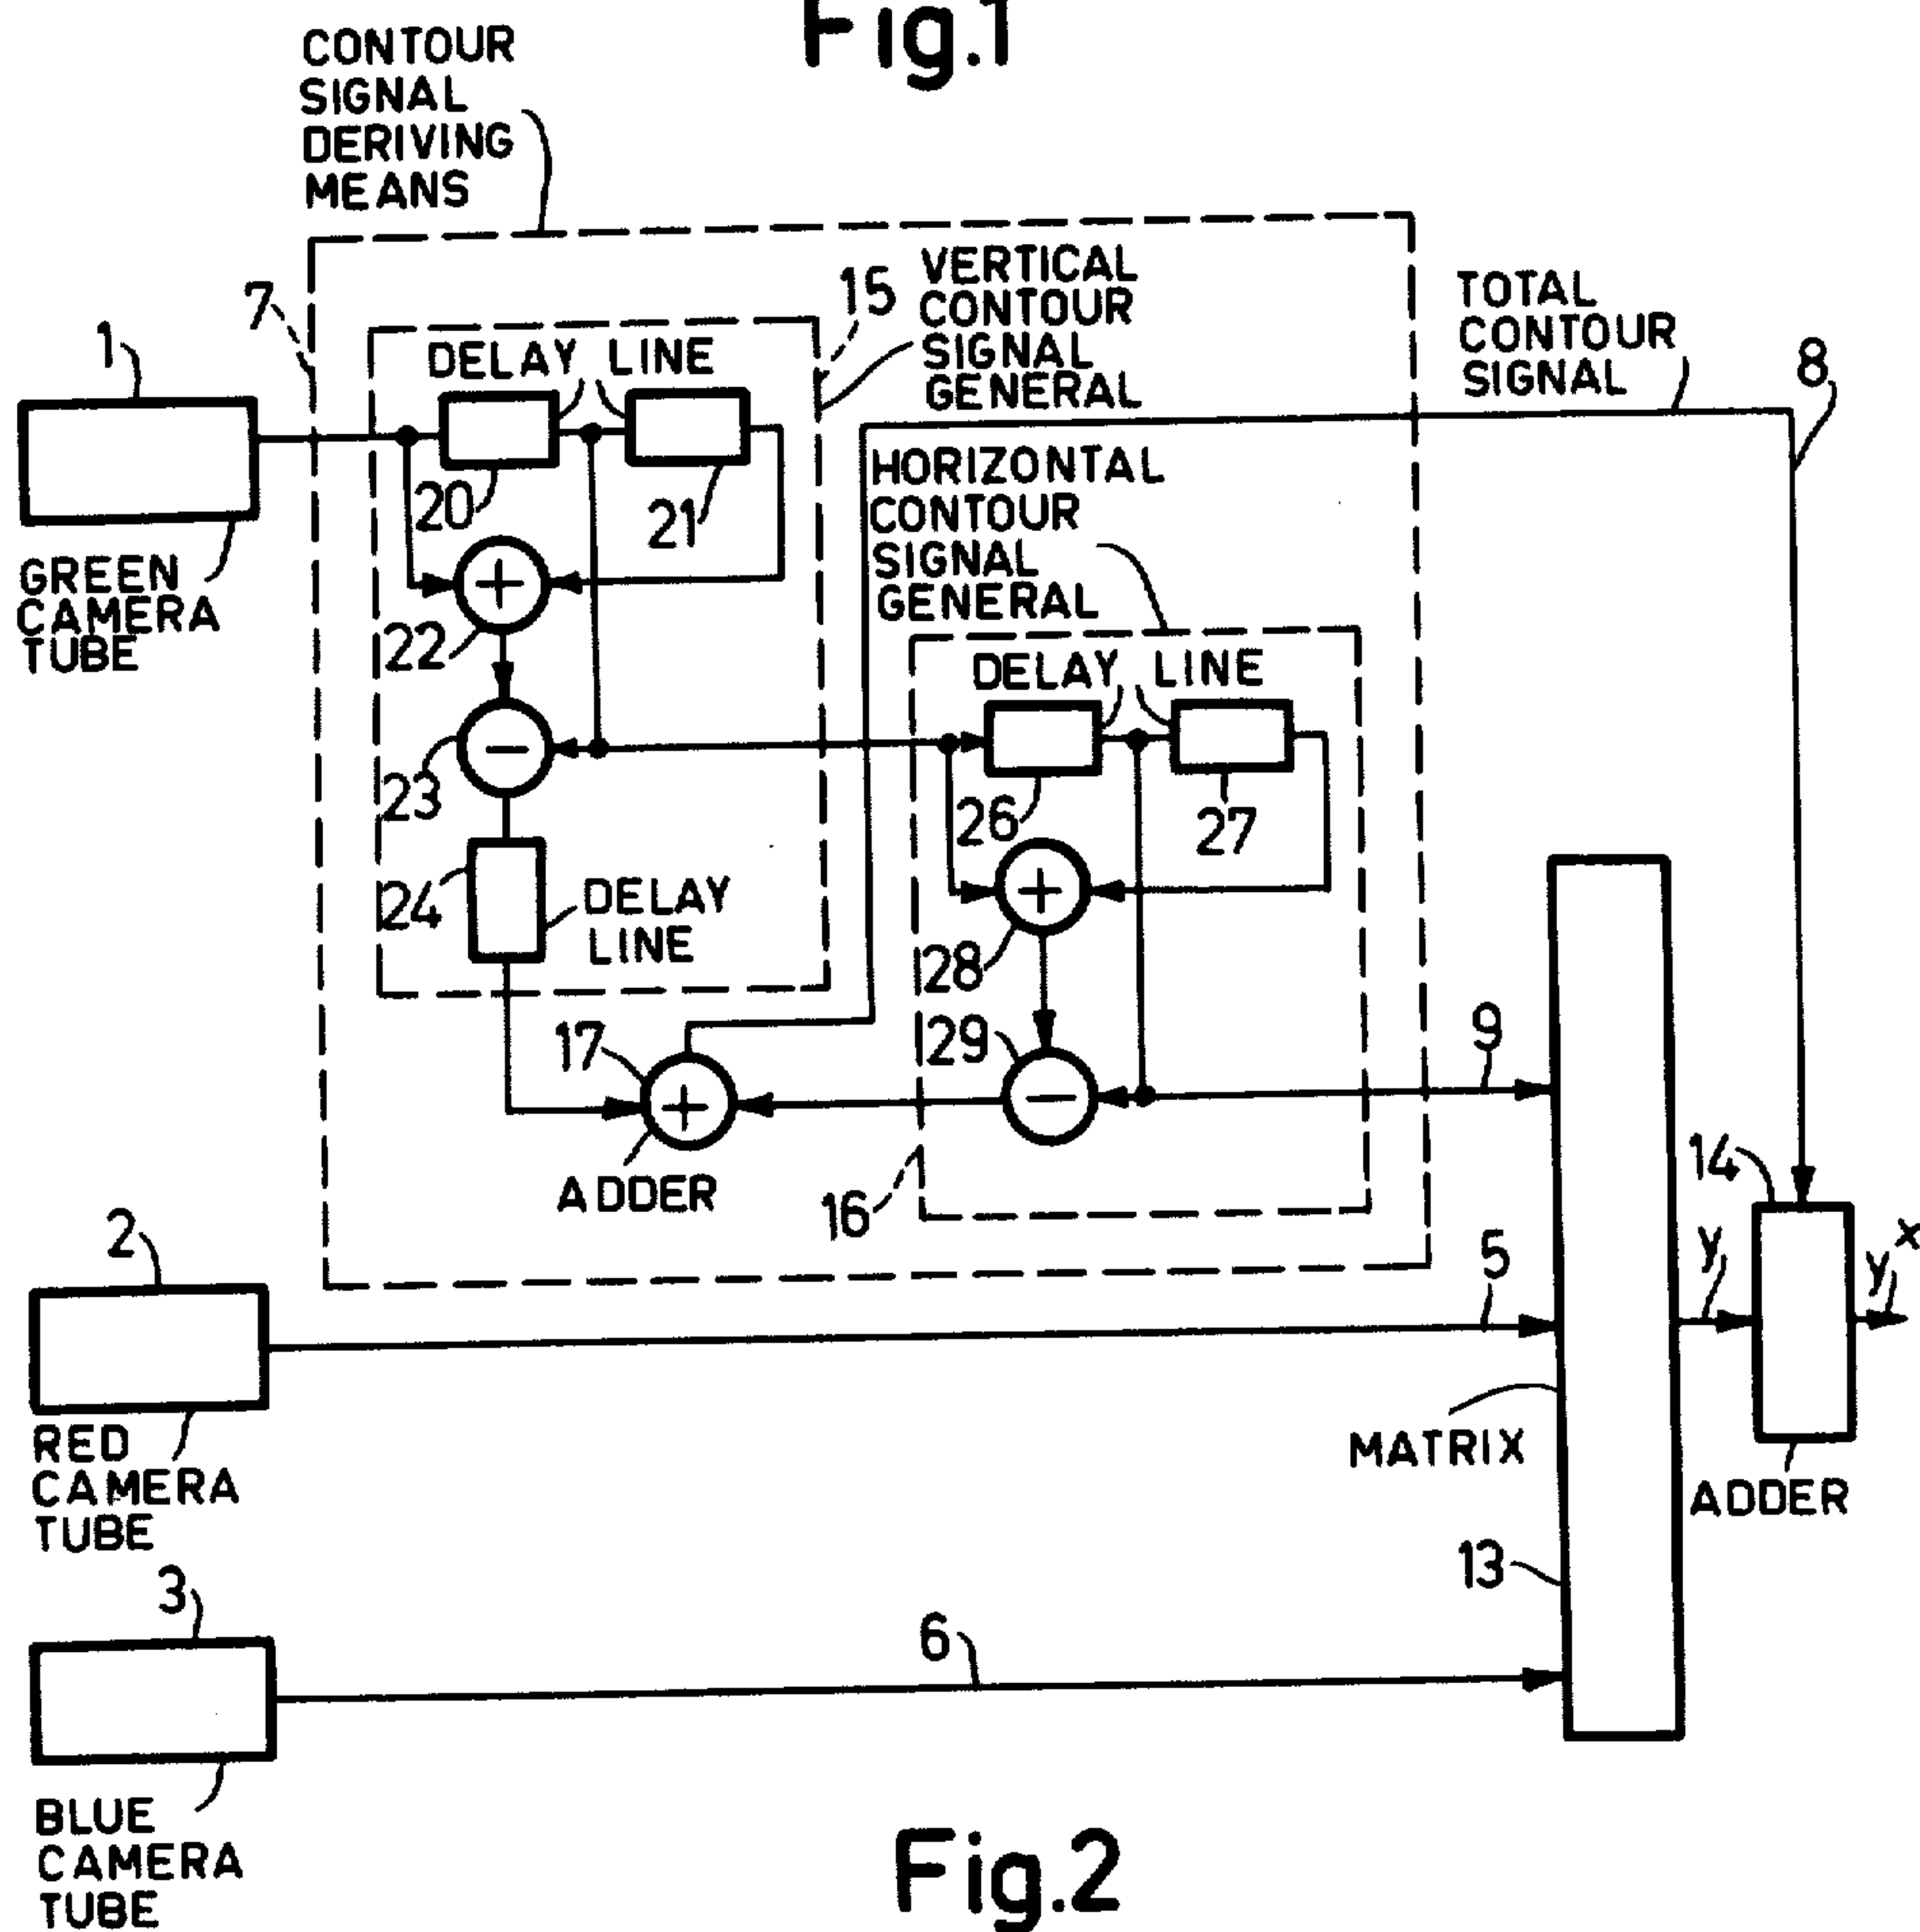 Fig.1
CONTOUR
SIGNAL
DERIVING
MEANS
7
15
VERTICAL
CONTOUR
SIGNAL
GENERAL
TOTAL
CONTOUR
SIGNAL
8
1
DELAY LINE
20
21
GREEN
CAMERA
TUBE
HORIZONTAL
CONTOUR
SIGNAL
GENERAL
+
22
DELAY LINE
−
23
26
27
24
DELAY
LINE
+
28
17
29
9
+
−
ADDER
16
14
2
5
y
yˣ
RED
CAMERA
TUBE
MATRIX
ADDER
13
3
6
BLUE
CAMERA
TUBE
Fig.2